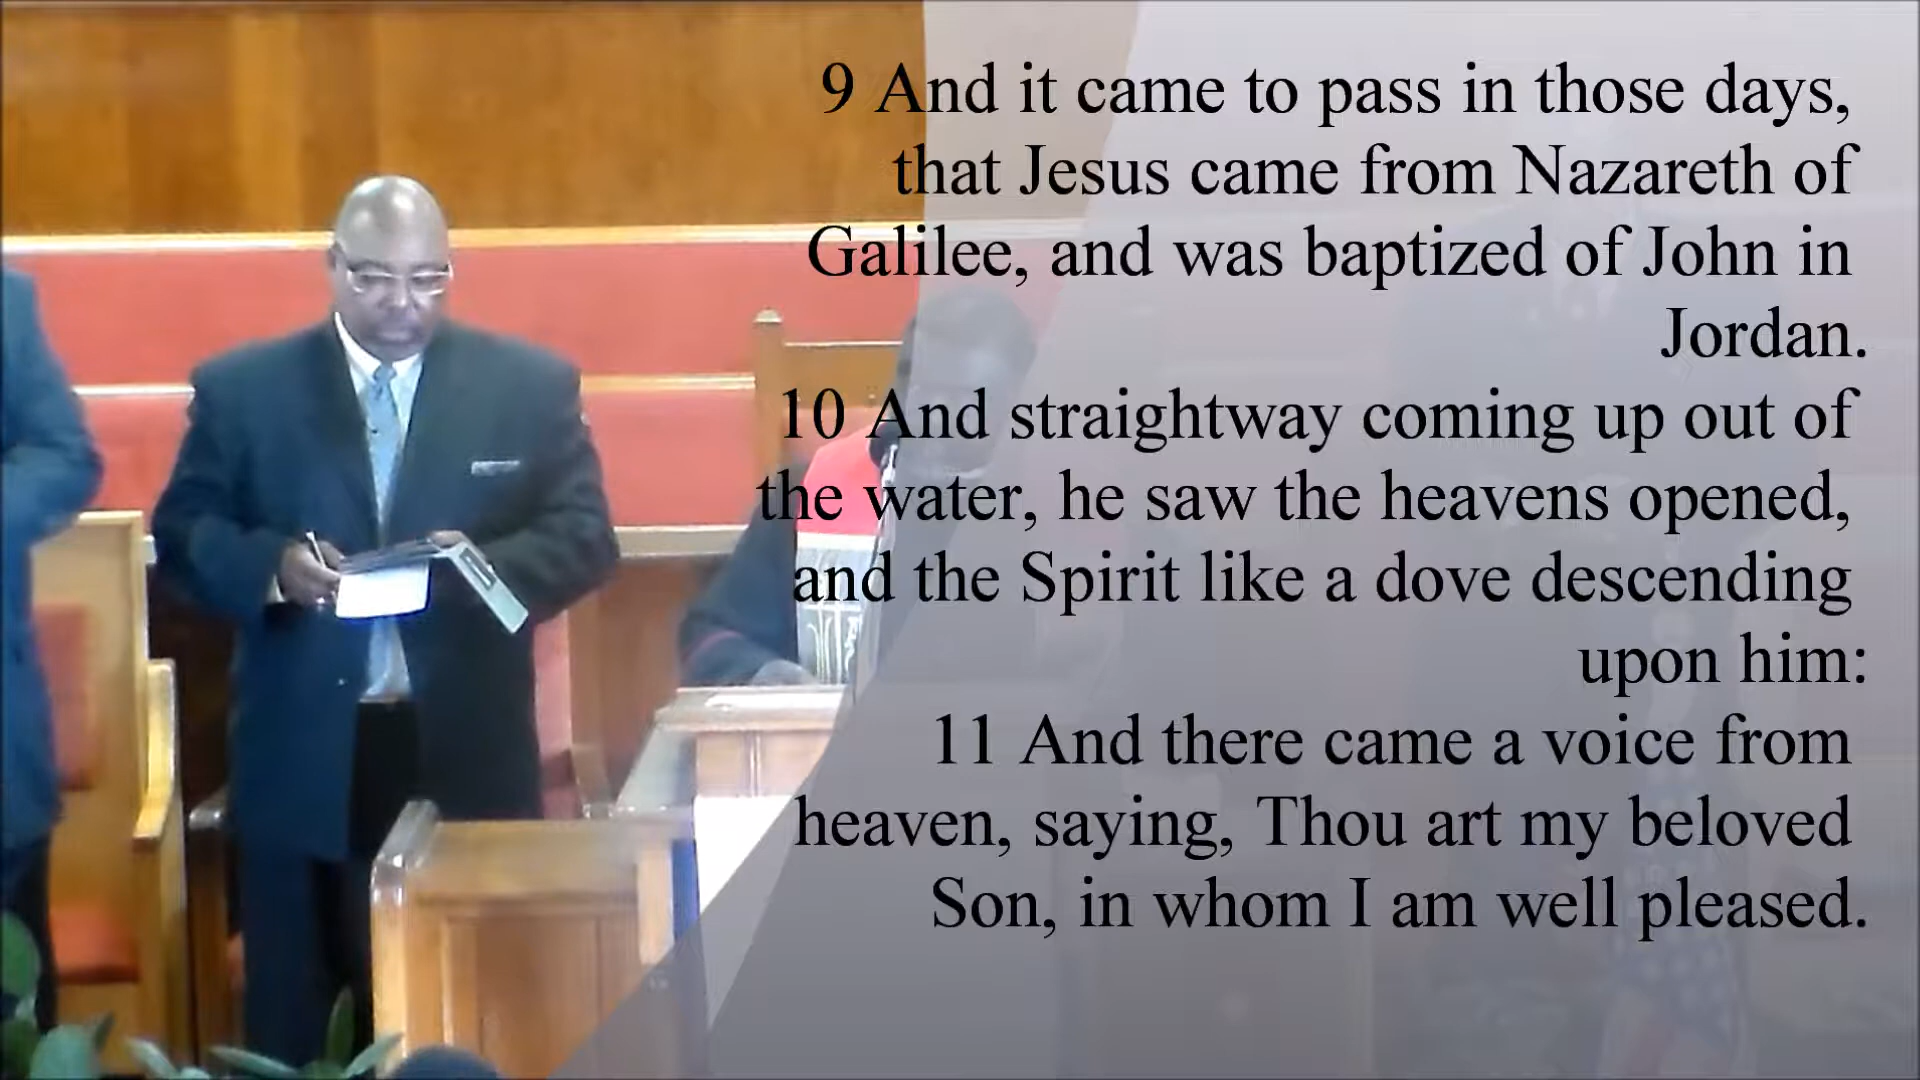 9 And it came to pass in those days,
that Jesus came from Nazareth of
Galilee, and was baptized of John in
Jordan.
10 And straightway coming up out of
the water, he saw the heavens opened,
and the Spirit like a dove descending
upon him:
11 And there came a voice from
heaven, saying, Thou art my beloved
Son, in whom I am well pleased.